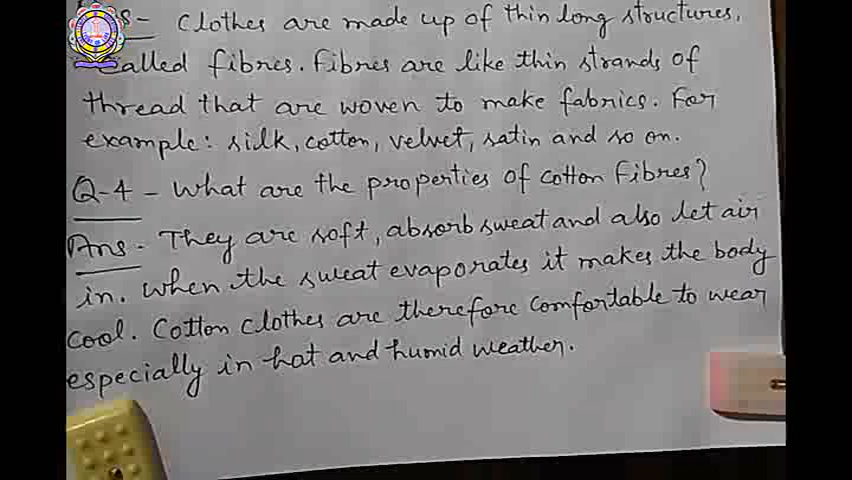 Clothes are made up of thin long structures,
called fibres. Fibres are like thin strands of
thread that are woven to make fabrics. For
example: silk, cotton, velvet, satin and so on.
Q-4 - What are the properties of cotton fibres?
Ans - They are soft, absorb sweat and also let air
in. When the sweat evaporates it makes the body
cool. Cotton clothes are therefore comfortable to wear
especially in hot and humid weather.